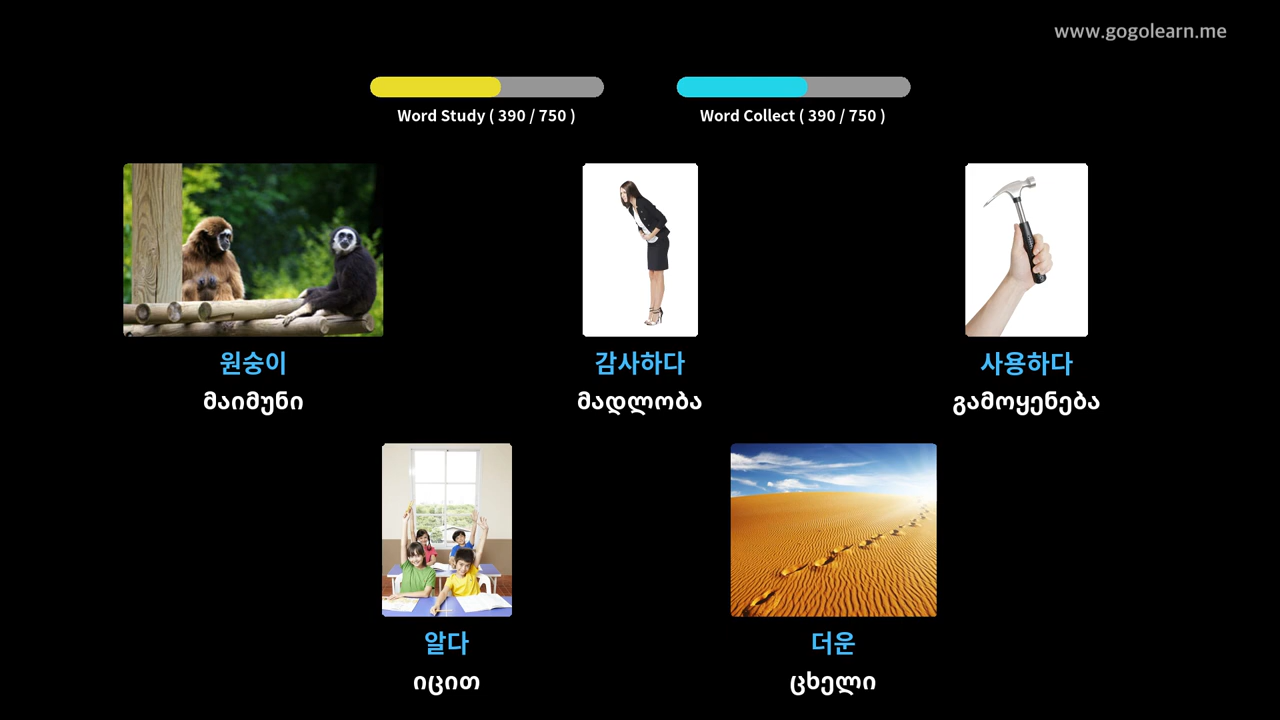 www.gogolearn.me
Word Study ( 390 / 750 )
Word Collect ( 390 / 750 )
원숭이
감사하다
사용하다
მაიმუნი
მადლობა
გამოყენება
알다
더운
იცით
ცხელი